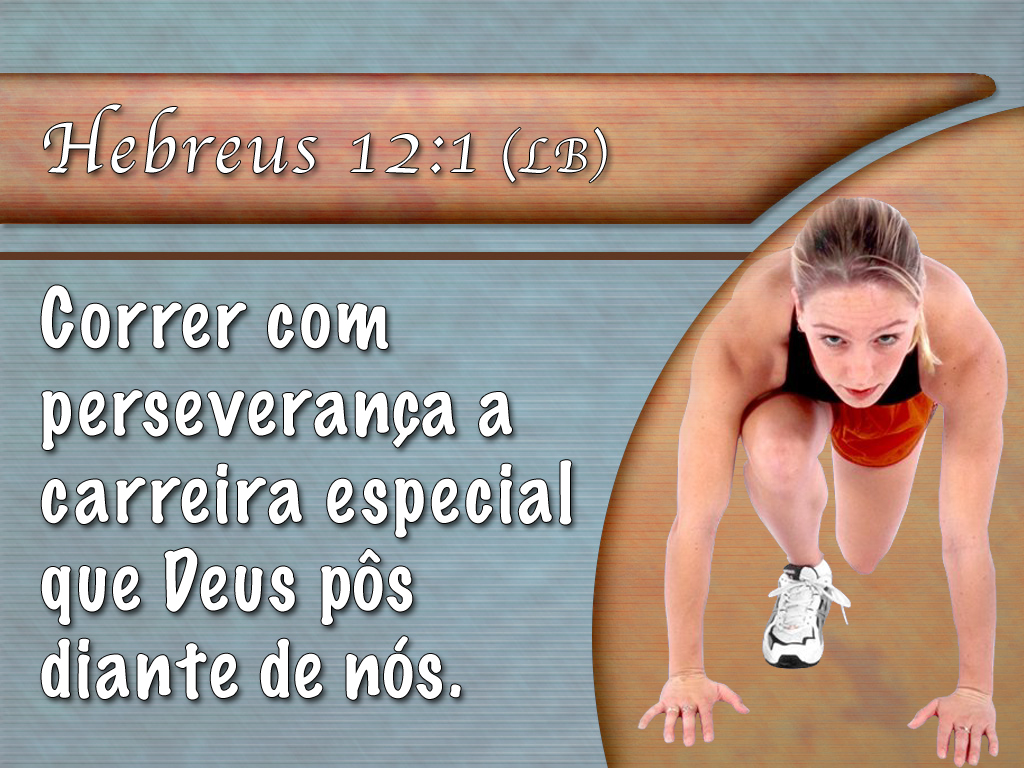 Hebreus 12:1 (LB)
Correr com
perseverança a
carreira especial
que Deus pôs
diante de nós.